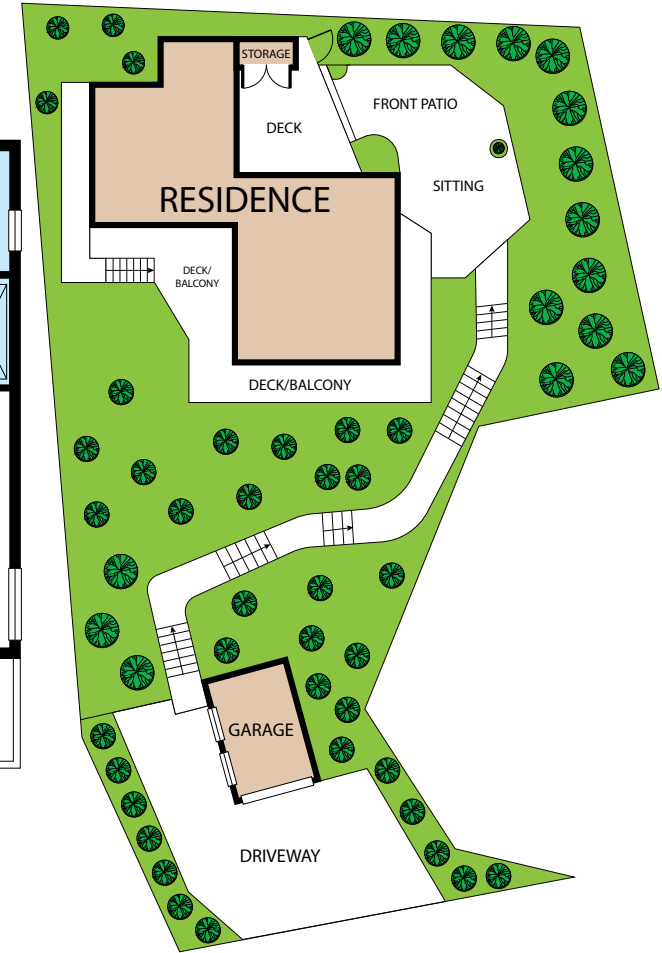 STORAGE
FRONT PATIO
DECK
SITTING
RESIDENCE
DECK/
BALCONY
DECK/BALCONY
GARAGE
DRIVEWAY